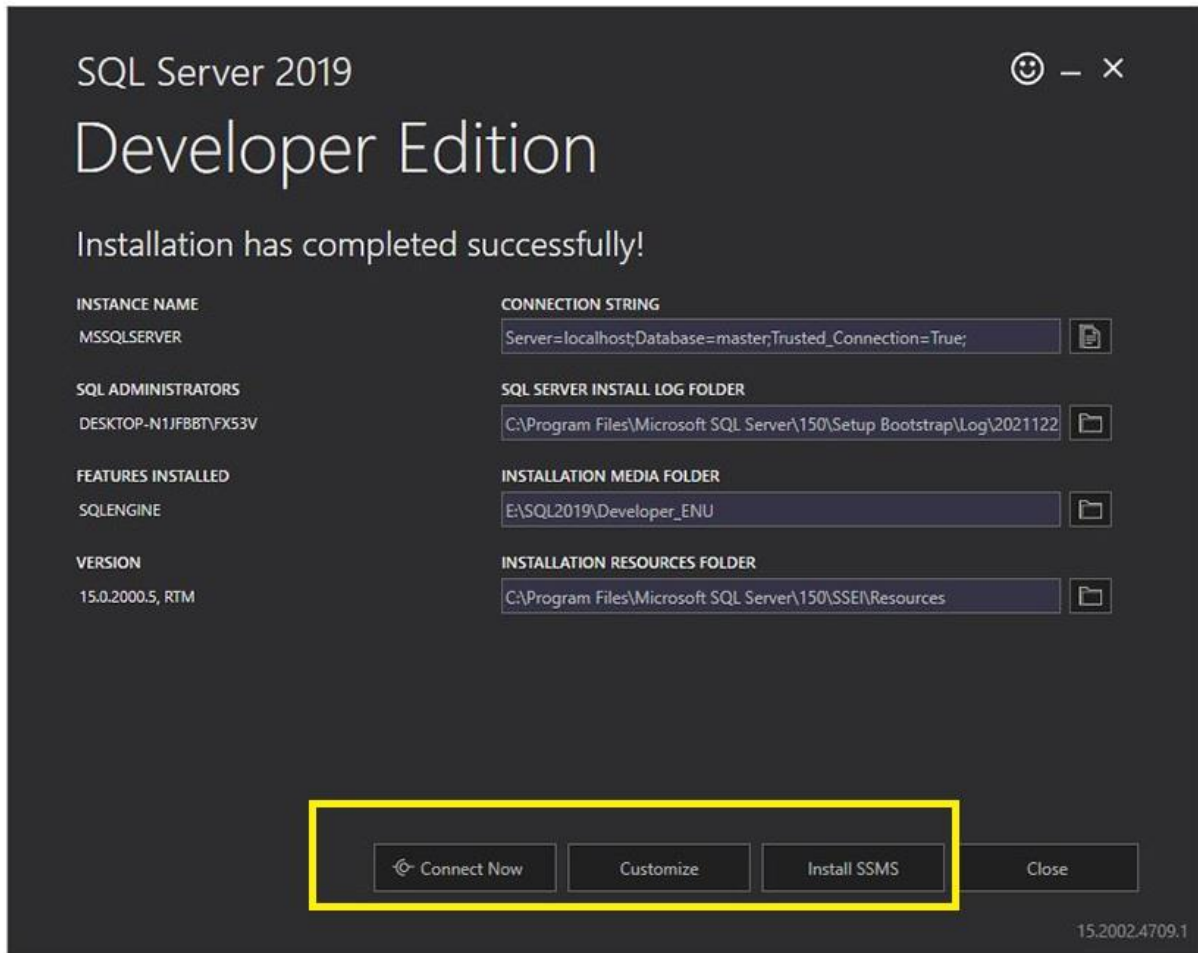 SQL Server 2019
Developer Edition
Installation has completed successfully!
INSTANCE NAME
MSSQLSERVER
CONNECTION STRING
Server=localhost;Database=master;Trusted_Connection=True;
SQL ADMINISTRATORS
DESKTOP-N1JFBBT\FX53V
SQL SERVER INSTALL LOG FOLDER
C:\Program Files\Microsoft SQL Server\150\Setup Bootstrap\Log\2021122
FEATURES INSTALLED
SQLENGINE
INSTALLATION MEDIA FOLDER
E:\SQL2019\Developer_ENU
VERSION
15.0.2000.5, RTM
INSTALLATION RESOURCES FOLDER
C:\Program Files\Microsoft SQL Server\150\SSEI\Resources
Connect Now
Customize
Install SSMS
Close
15.2002.4709.1